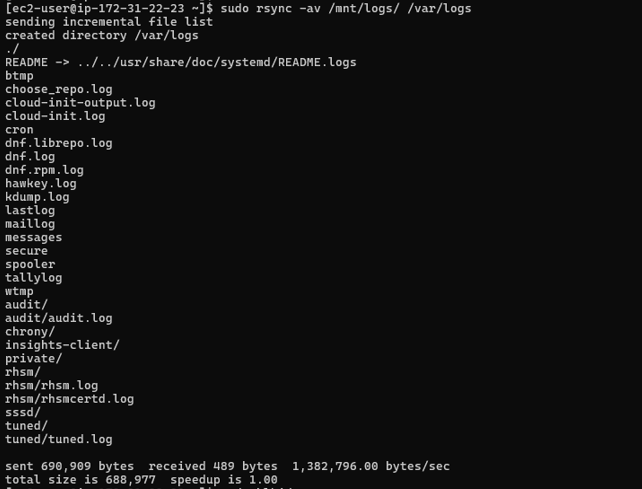 [ec2-user@ip-172-31-22-23 ~]$ sudo rsync -av /mnt/logs/ /var/logs
sending incremental file list
created directory /var/logs
./
README -> ../../usr/share/doc/systemd/README.logs
btmp
choose_repo.log
cloud-init-output.log
cloud-init.log
cron
dnf.librepo.log
dnf.log
dnf.rpm.log
hawkey.log
kdump.log
lastlog
maillog
messages
secure
spooler
tallylog
wtmp
audit/
audit/audit.log
chrony/
insights-client/
private/
rhsm/
rhsm/rhsm.log
rhsm/rhsmcertd.log
sssd/
tuned/
tuned/tuned.log
sent 690,909 bytes  received 489 bytes  1,382,796.00 bytes/sec
total size is 688,977  speedup is 1.00